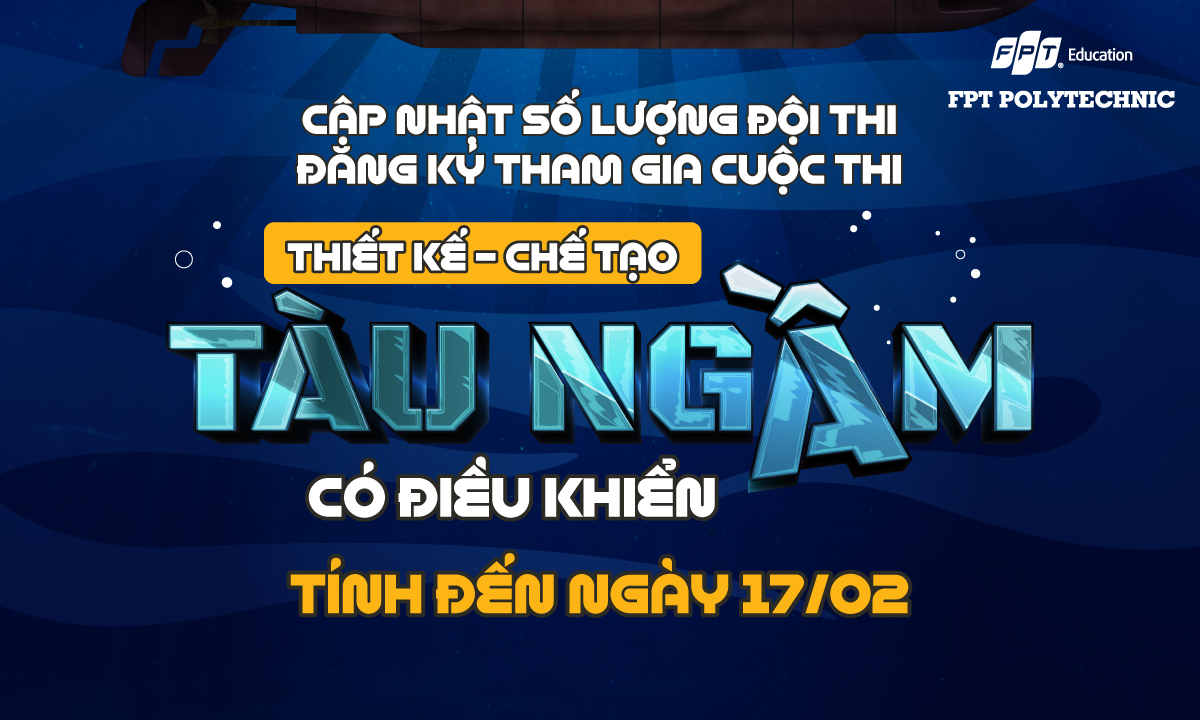 FPT Education
FPT POLYTECHNIC
CẬP NHẬT SỐ LƯỢNG ĐỘI THI
ĐĂNG KÝ THAM GIA CUỘC THI
THIẾT KẾ - CHẾ TẠO
TÀU NGẦM
CÓ ĐIỀU KHIỂN
TÍNH ĐẾN NGÀY 17/02